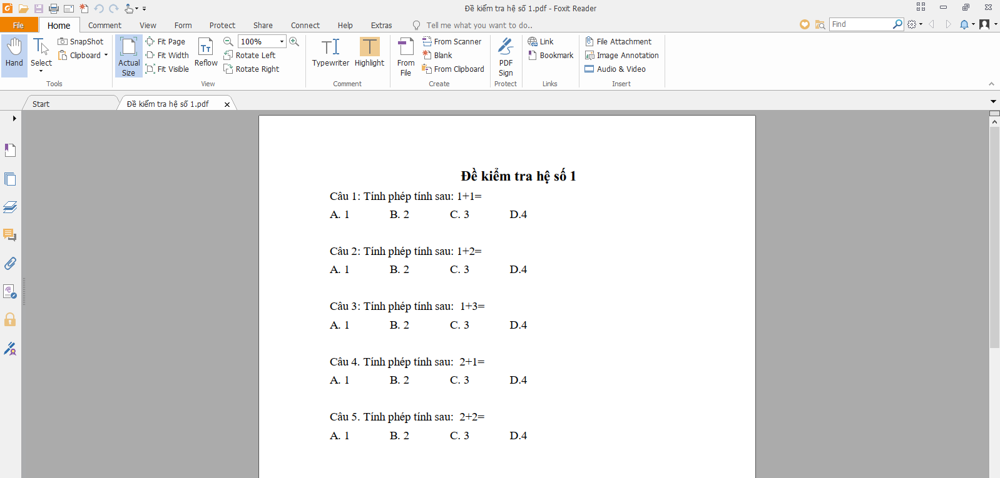 Đề kiểm tra hệ số 1.pdf - Foxit Reader
File Home Comment View Form Protect Share Connect Help Extras Tell me what you want to do.. Find
Hand
Select
SnapShot
Clipboard
Tools
Actual Size
Fit Page
Fit Width
Fit Visible
Reflow
100%
Rotate Left
Rotate Right
View
Typewriter
Highlight
Comment
From File
From Scanner
Blank
From Clipboard
Create
PDF Sign
Protect
Link
Bookmark
Links
File Attachment
Image Annotation
Audio & Video
Insert
Start
Đề kiểm tra hệ số 1.pdf
Đề kiểm tra hệ số 1
Câu 1: Tính phép tính sau: 1+1=
A. 1 B. 2 C. 3 D.4
Câu 2: Tính phép tính sau: 1+2=
A. 1 B. 2 C. 3 D.4
Câu 3: Tính phép tính sau: 1+3=
A. 1 B. 2 C. 3 D.4
Câu 4. Tính phép tính sau: 2+1=
A. 1 B. 2 C. 3 D.4
Câu 5. Tính phép tính sau: 2+2=
A. 1 B. 2 C. 3 D.4